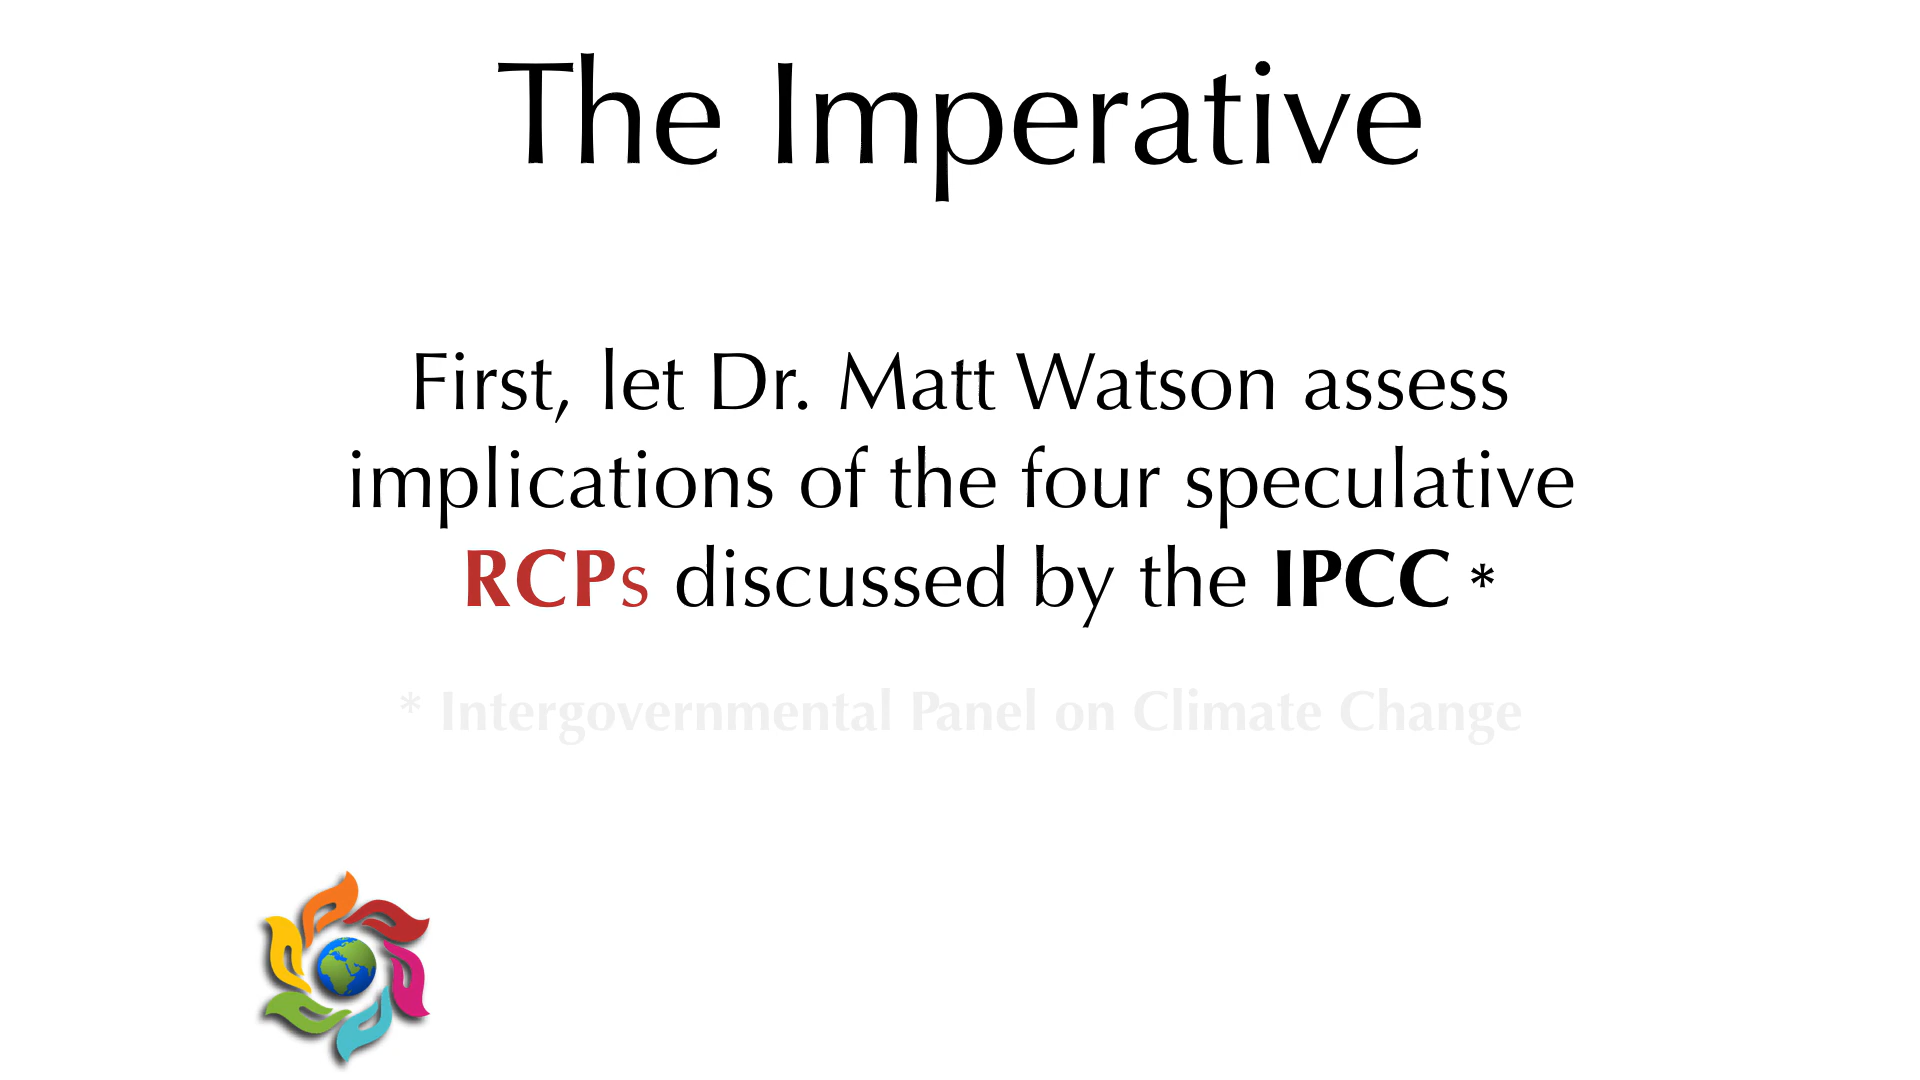 The Imperative
First, let Dr. Matt Watson assess
implications of the four speculative
RCPs discussed by the IPCC *
* Intergovernmental Panel on Climate Change